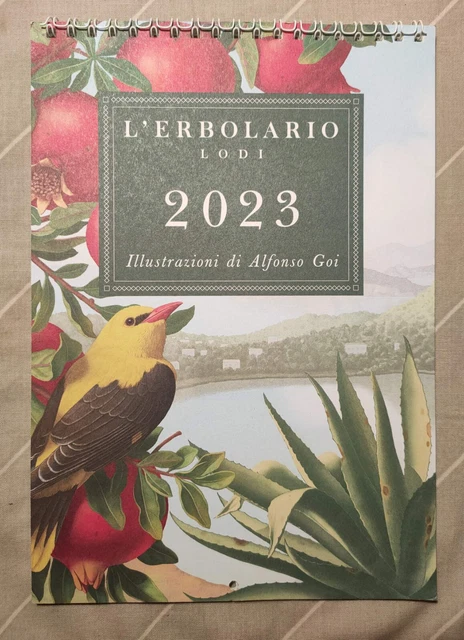 L'ERBOLARIO
LODI
2023
Illustrazioni di Alfonso Goi